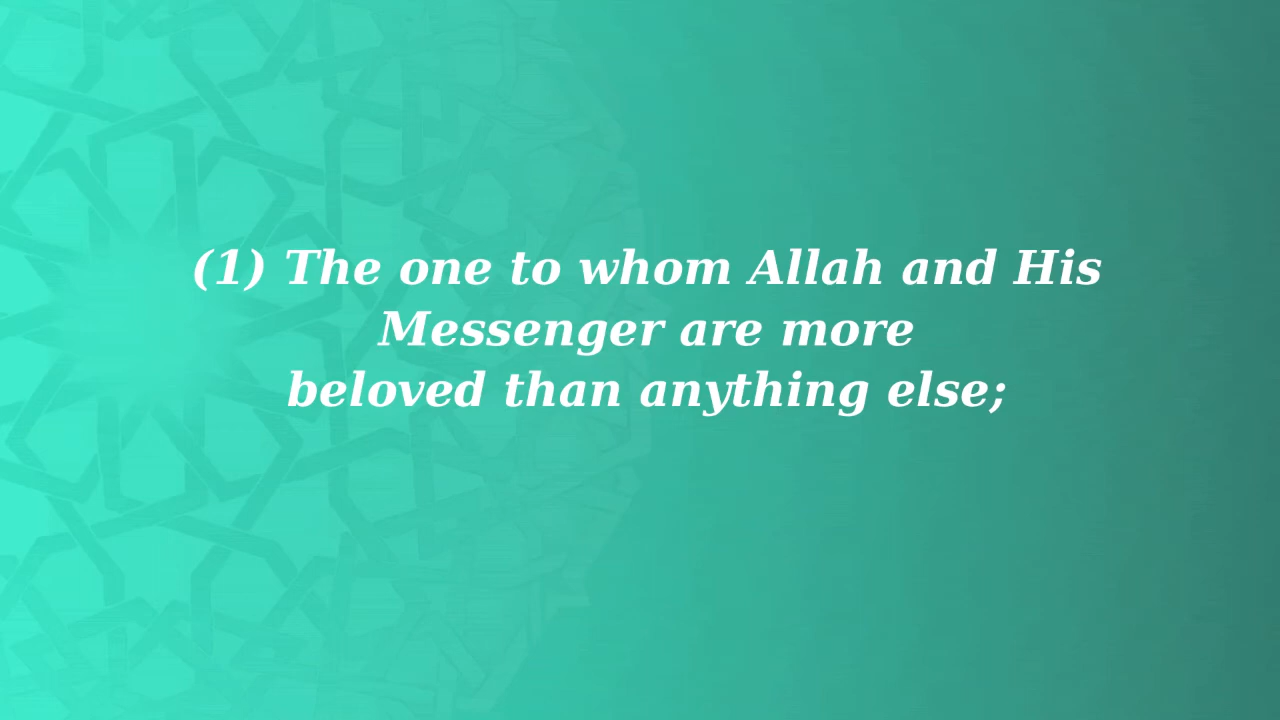 (1) The one to whom Allah and His
Messenger are more
beloved than anything else;